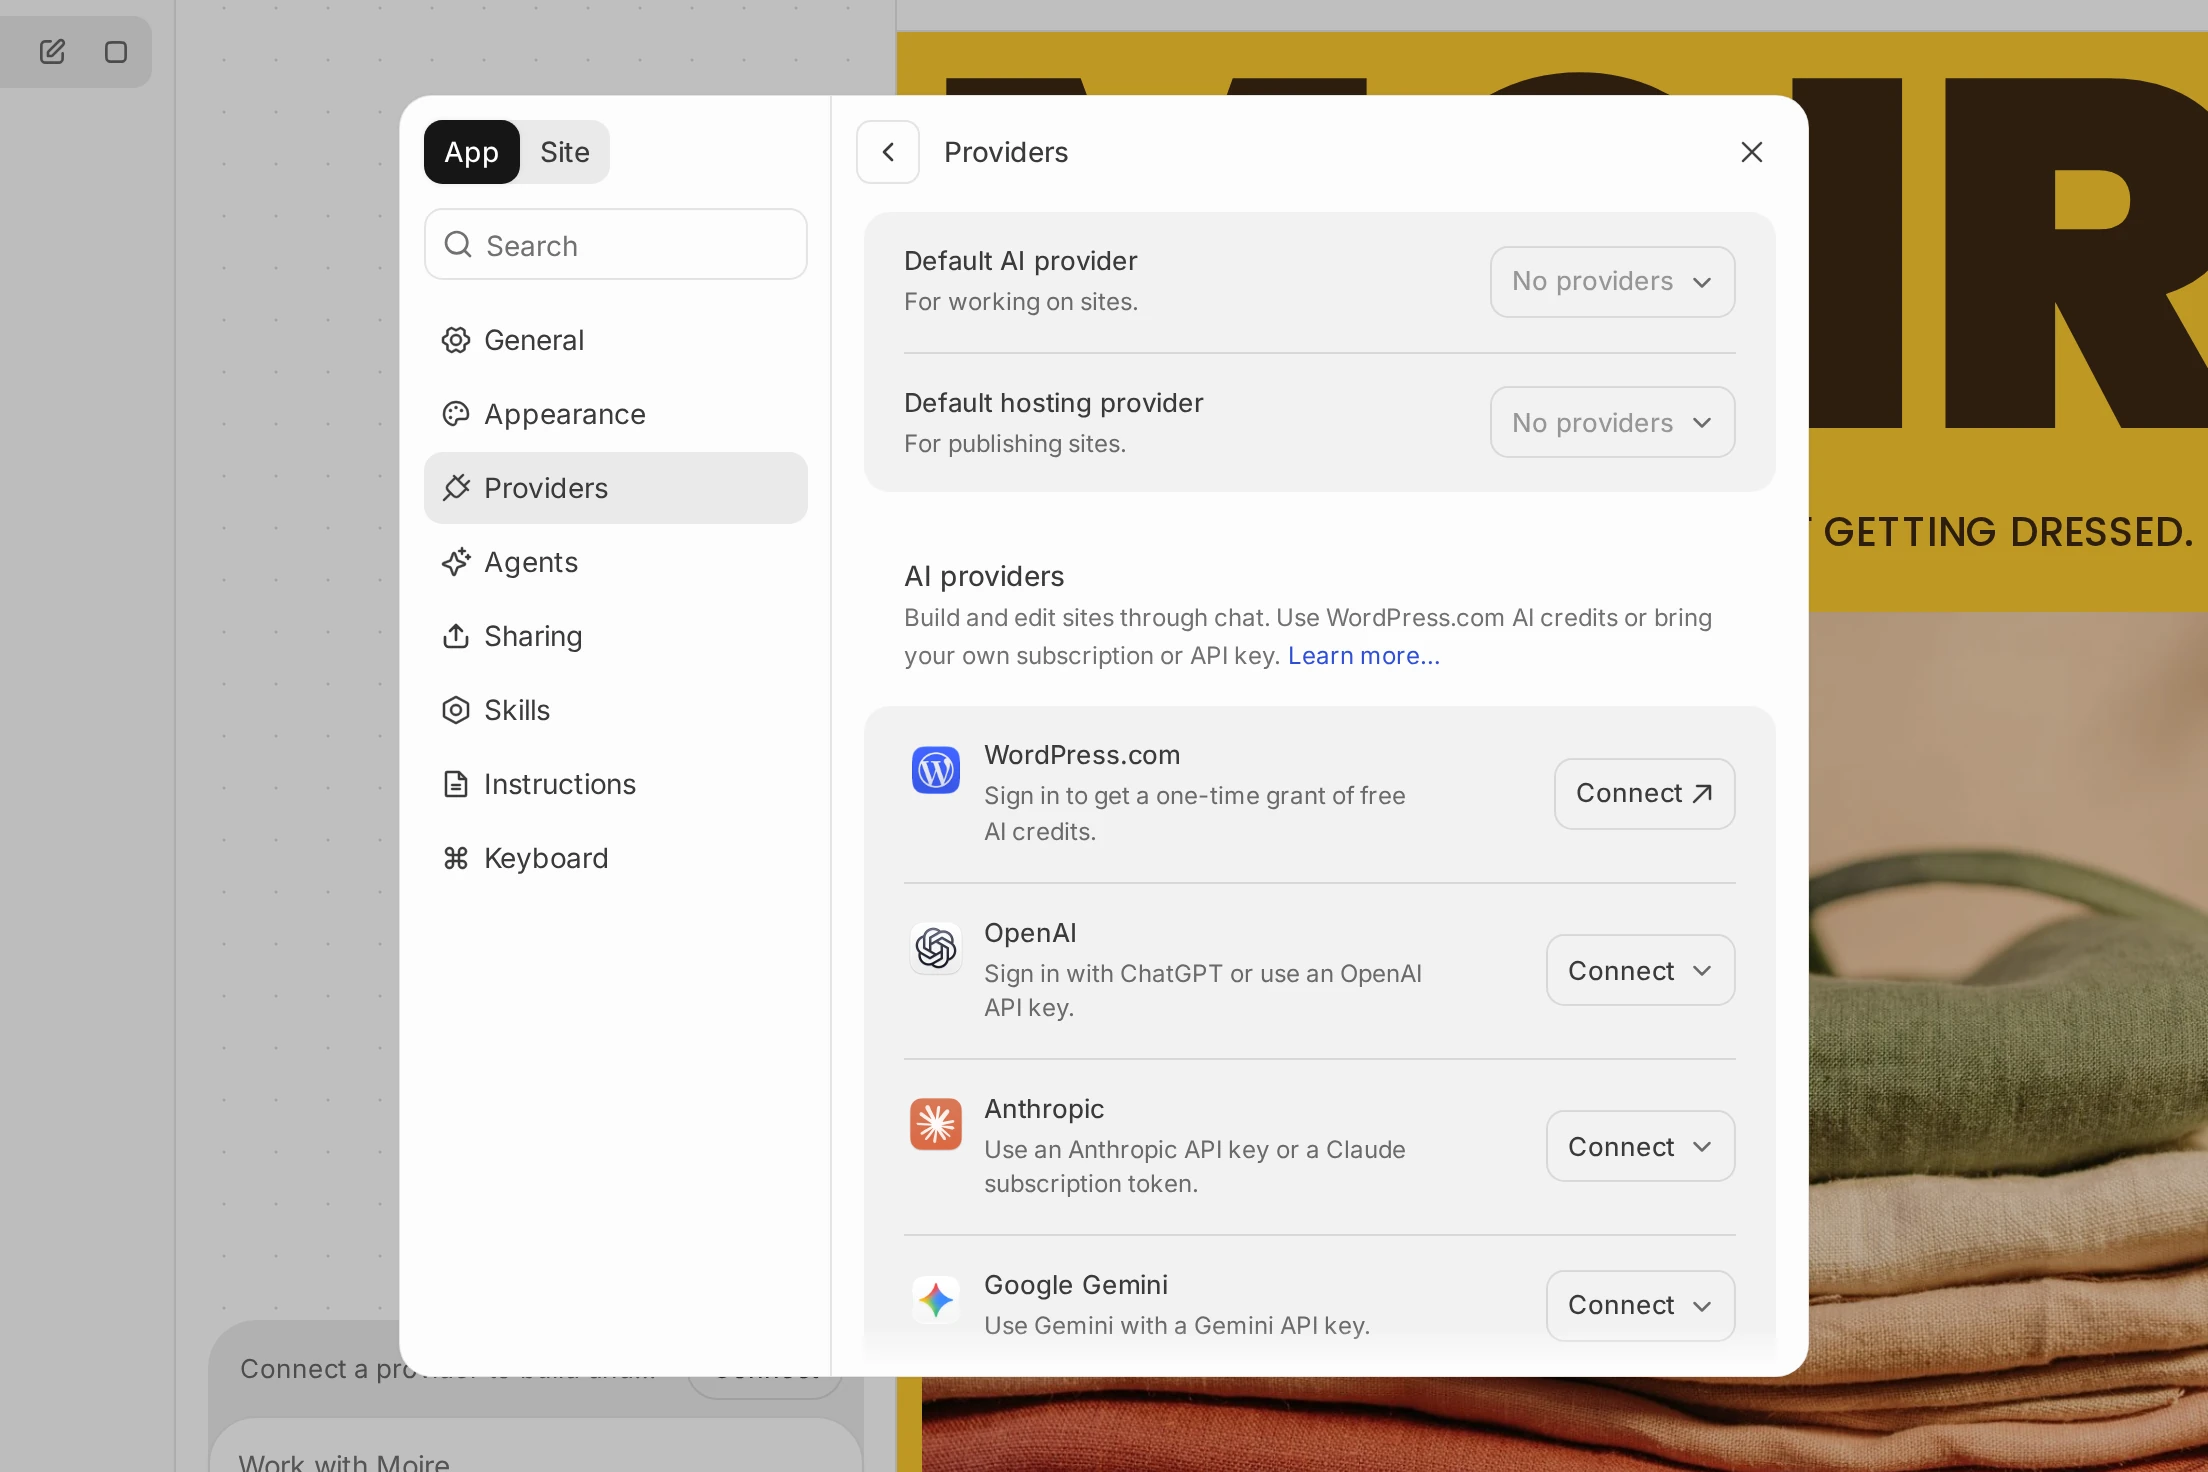 App
Site
Search
General
Appearance
Providers
Agents
Sharing
Skills
Instructions
Keyboard
Providers
Default AI provider
For working on sites.
No providers
Default hosting provider
For publishing sites.
No providers
AI providers
Build and edit sites through chat. Use WordPress.com AI credits or bring
your own subscription or API key. Learn more...
WordPress.com
Sign in to get a one-time grant of free
AI credits.
Connect
OpenAI
Sign in with ChatGPT or use an OpenAI
API key.
Connect
Anthropic
Use an Anthropic API key or a Claude
subscription token.
Connect
Google Gemini
Use Gemini with a Gemini API key.
Connect
GETTING DRESSED.
Connect a
Work with Moire